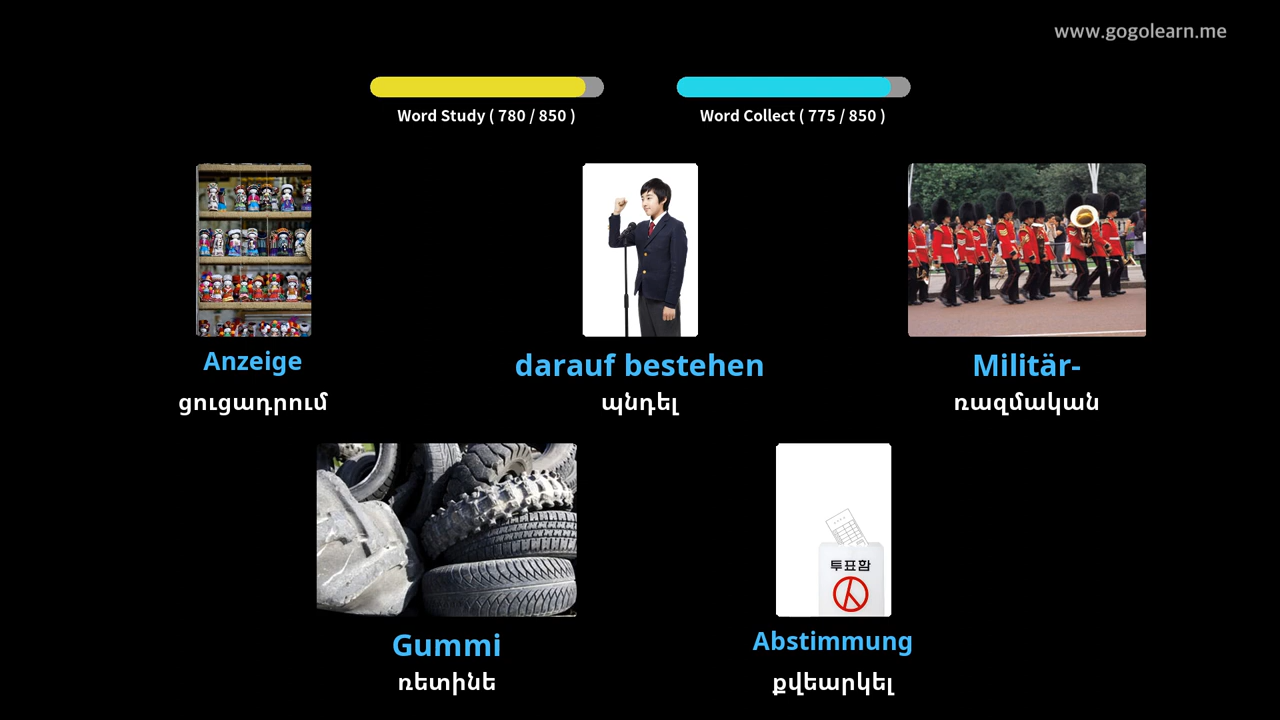 www.gogolearn.me
Word Study ( 780 / 850 )
Word Collect ( 775 / 850 )
Anzeige
ցուցադրում
darauf bestehen
պնդել
Militär-
ռազմական
투표함
Gummi
ռետինե
Abstimmung
քվեարկել